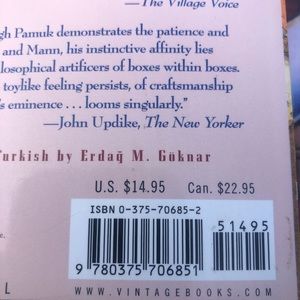 —The Village Voice
gh Pamuk demonstrates the patience and
and Mann, his instinctive affinity lies
ilosophical artificers of boxes within boxes.
toylike feeling persists, of craftsmanship
's eminence . . . looms singularly."
—John Updike, The New Yorker
Turkish by Erdağ M. Göknar
U.S. $14.95 Can. $22.95
ISBN 0-375-70685-2
51495
9 780375 706851
L
www.vintagebooks.com